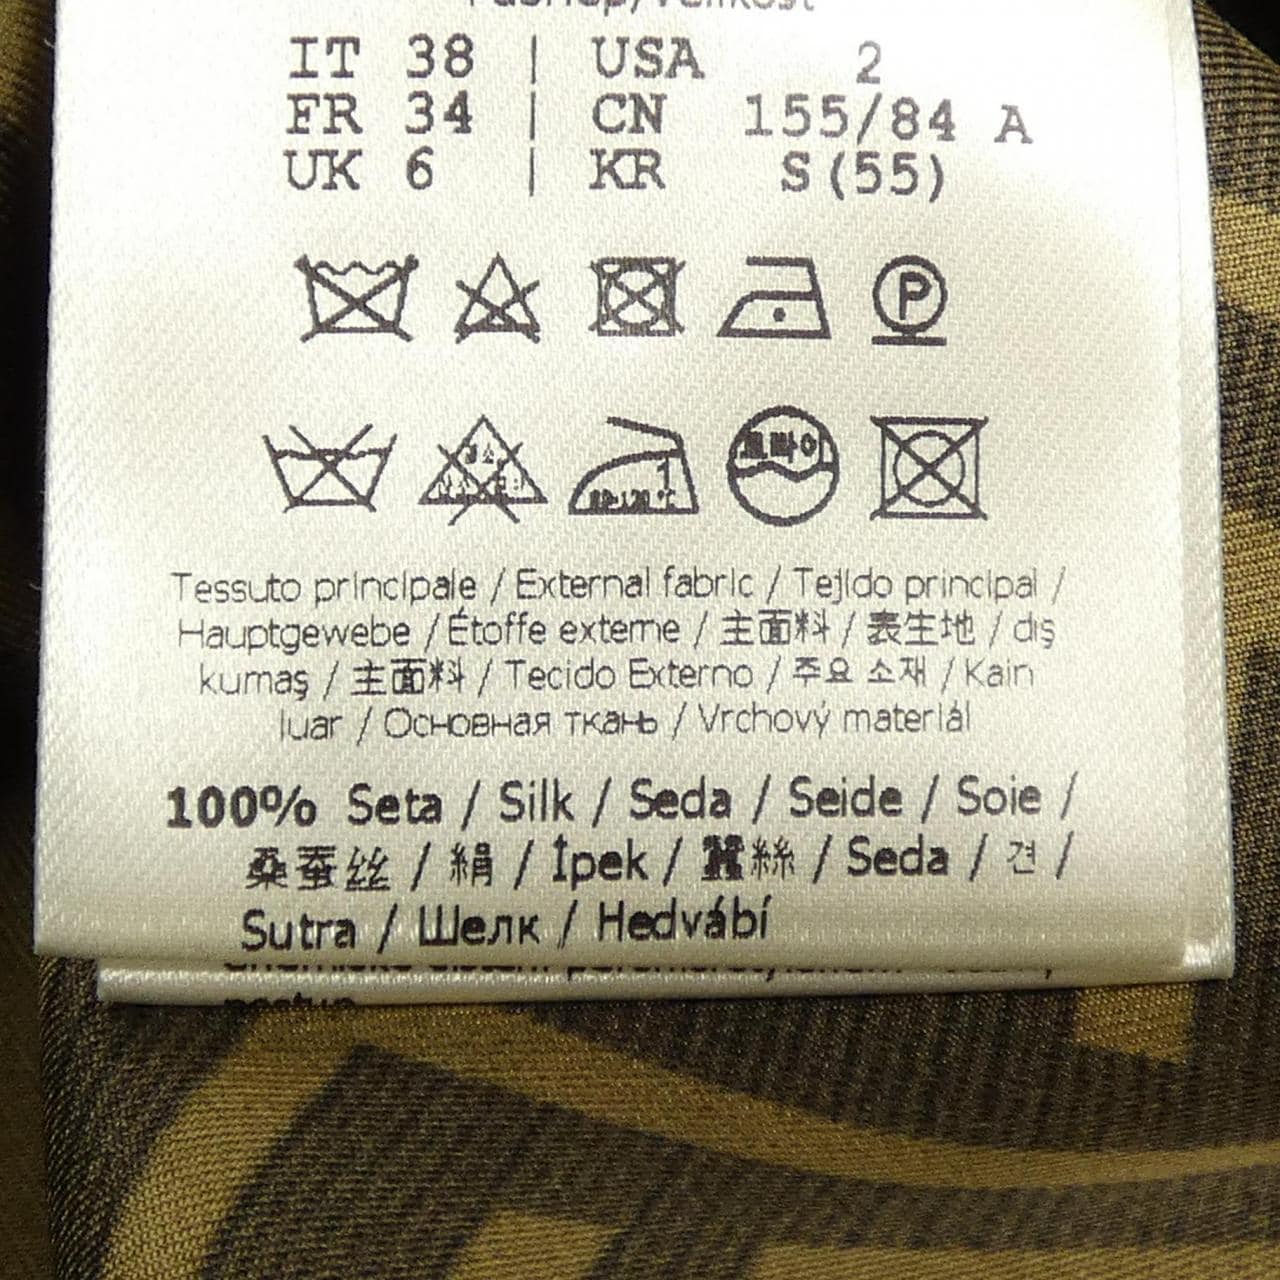 IT 38 | USA 2
FR 34 | CN 155/84 A
UK 6 | KR S(55)
P
Tessuto principale / External fabric / Tejido principal /
Hauptgewebe / Étoffe externe / 主面料 / 表生地 / dış
kumaş / 主面料 / Tecido Externo / 주요 소재 / Kain
luar / Основная ткань / Vrchový materiál
100% Seta / Silk / Seda / Seide / Soie /
桑蚕丝 / 絹 / İpek / 絲 / Seda / 견 /
Sutra / Шелк / Hedvábí